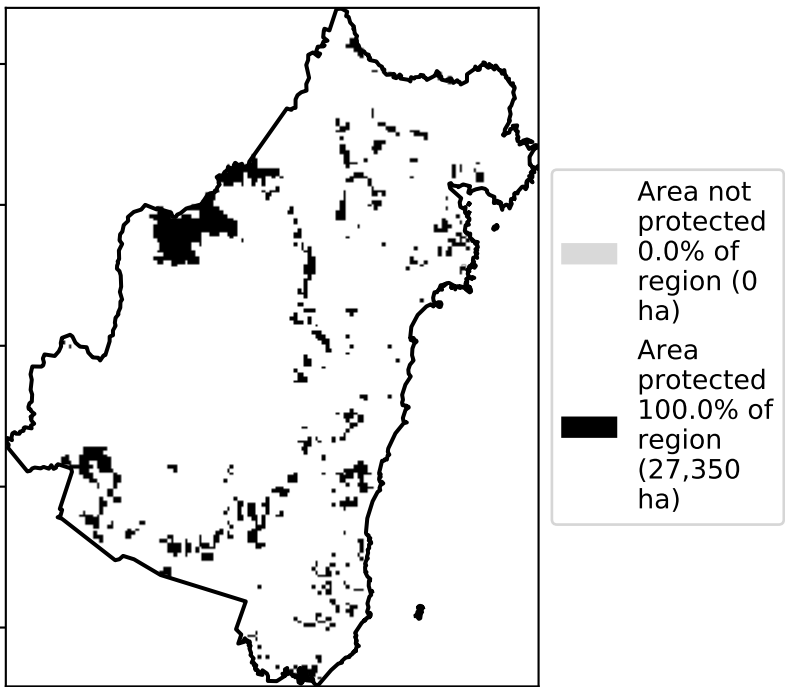 Area not
protected
0.0% of
region (0
ha)
Area
protected
100.0% of
region
(27,350
ha)